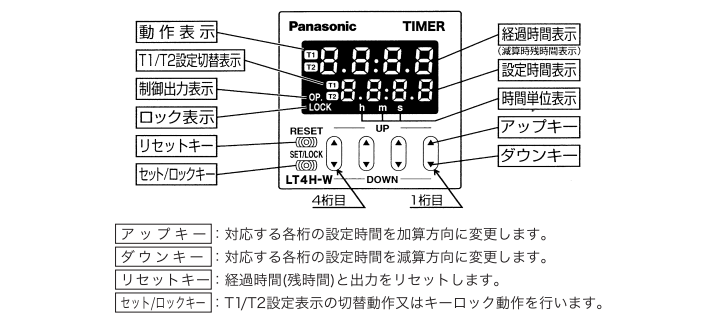 動作表示
T1/T2設定切替表示
制御出力表示
ロック表示
リセットキー
セット/ロックキー
Panasonic TIMER
T1
T2
8.8:8.8
T1
OP. T2
8.8:8.8
LOCK h m s
UP
RESET
SET/LOCK
LT4H-W DOWN
4桁目 1桁目
経過時間表示
(減算時残時間表示)
設定時間表示
時間単位表示
アップキー
ダウンキー
アップキー:対応する各桁の設定時間を加算方向に変更します。
ダウンキー:対応する各桁の設定時間を減算方向に変更します。
リセットキー:経過時間(残時間)と出力をリセットします。
セット/ロックキー:T1/T2設定表示の切替動作又はキーロック動作を行います。